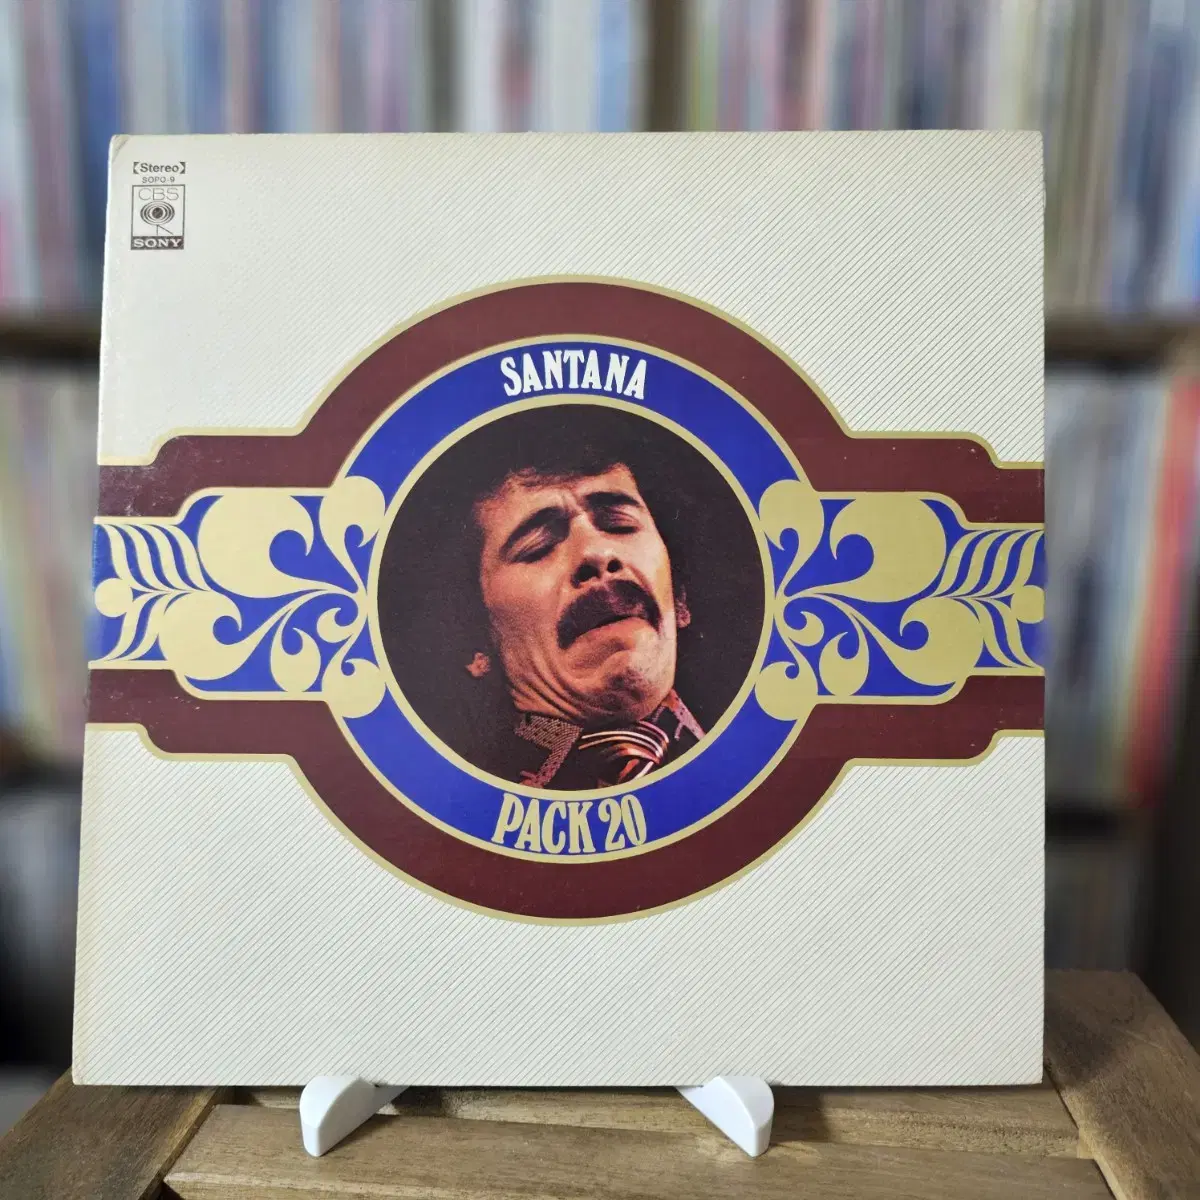 【Stereo】
SOPO-9
CBS
SONY
SANTANA
PACK 20